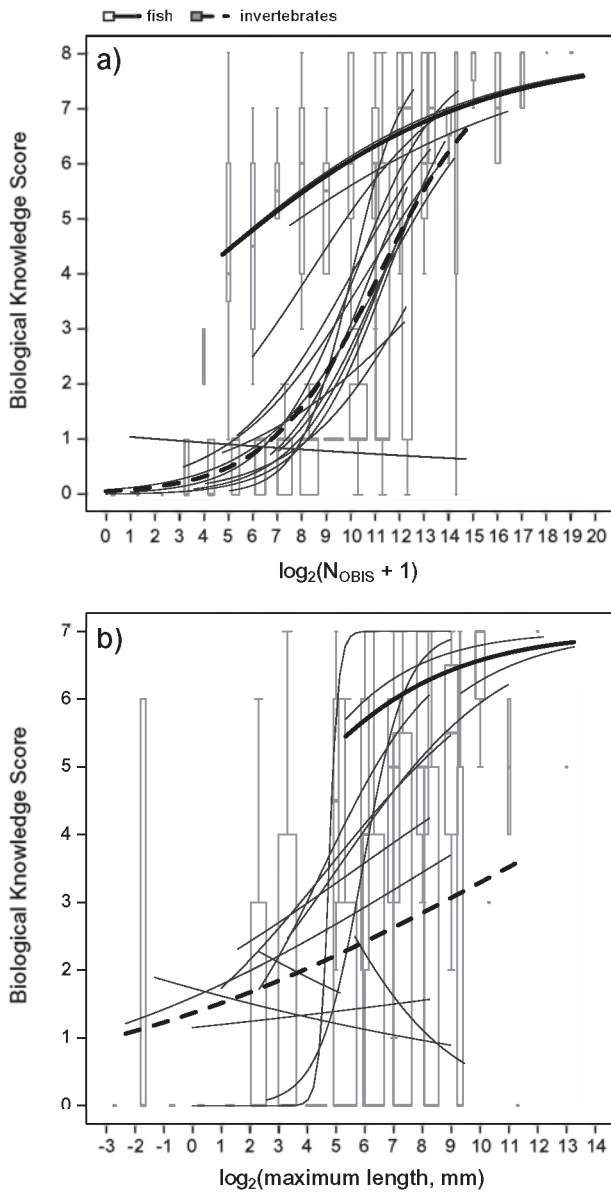 fish invertebrates
a)
8
7
6
5
4
3
2
1
0
Biological Knowledge Score
0 1 2 3 4 5 6 7 8 9 10 11 12 13 14 15 16 17 18 19 20
log2(NOBIS + 1)
b)
7
6
5
4
3
2
1
0
Biological Knowledge Score
-3 -2 -1 0 1 2 3 4 5 6 7 8 9 10 11 12 13 14
log2(maximum length, mm)